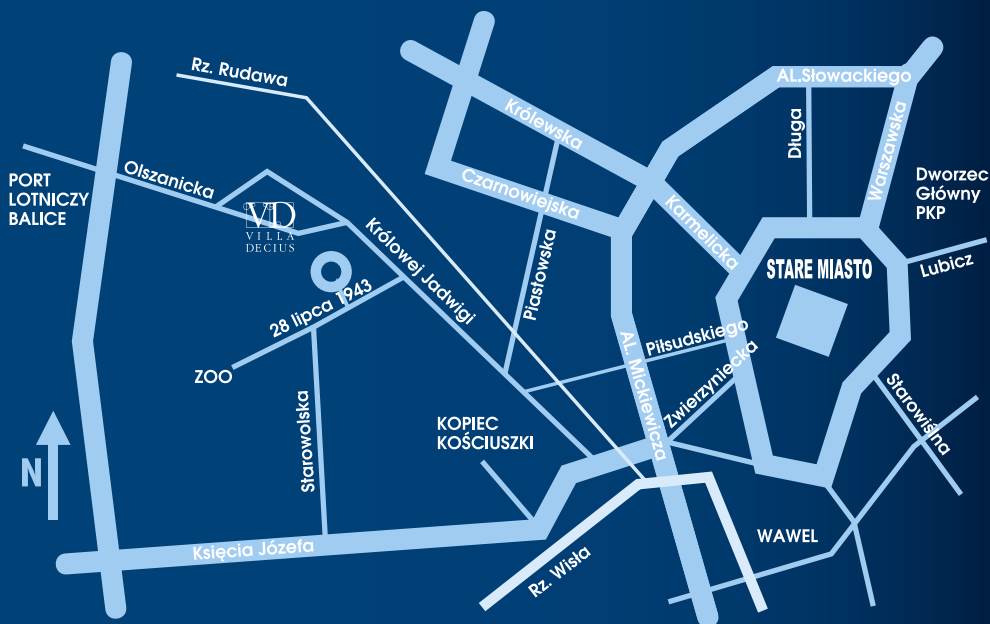 Rz. Rudawa
AL.Słowackiego
Królewska
Długa
Warszawska
PORT
LOTNICZY
BALICE
Olszanicka
Czarnowiejska
Karmelicka
Dworzec
Główny
PKP
VD
VILLA
DECIUS
Królowej Jadwigi
Piastowska
STARE MIASTO
Lubicz
28 lipca 1943
ZOO
AL. Mickiewicza
Piłsudskiego
Zwierzyniecka
Starowiślna
Starowolska
KOPIEC
KOŚCIUSZKI
N
Księcia Józefa
Rz. Wisła
WAWEL